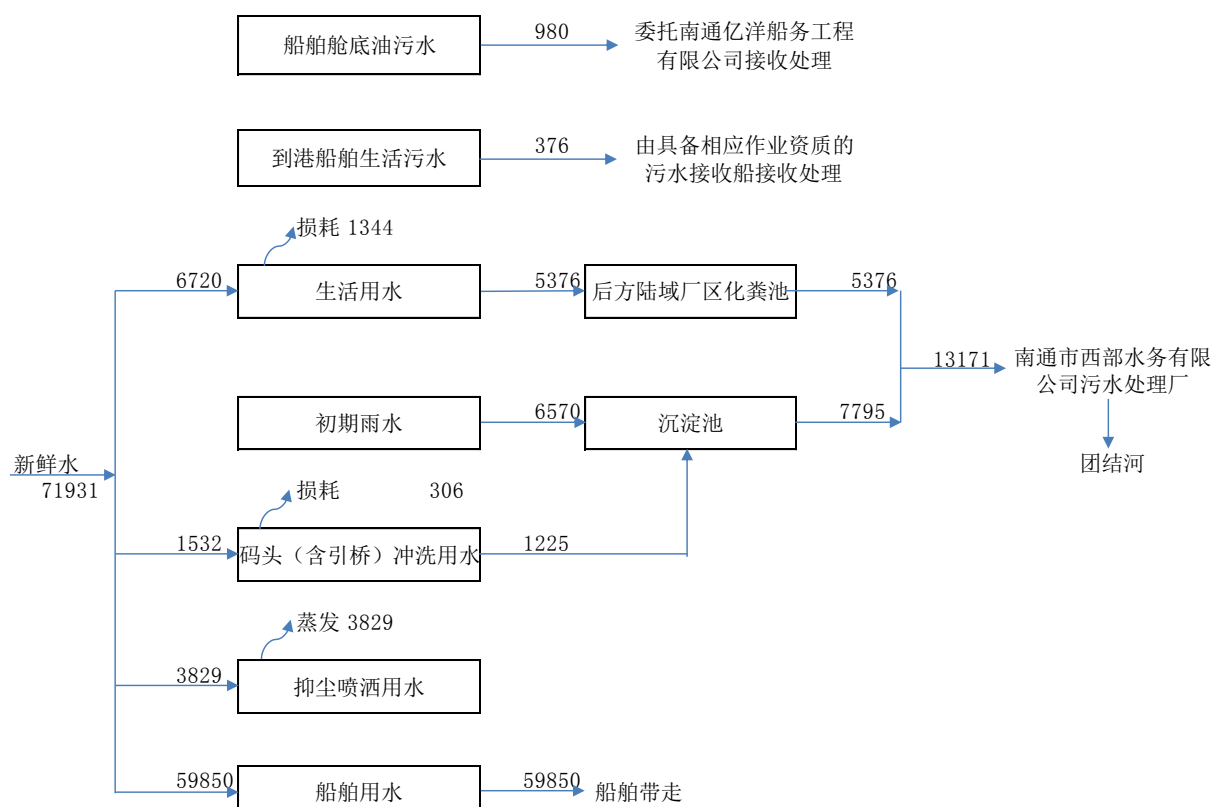 船舶舱底油污水
980
委托南通亿洋船务工程
有限公司接收处理
到港船舶生活污水
376
由具备相应作业资质的
污水接收船接收处理
损耗 1344
6720
生活用水
5376
后方陆域厂区化粪池
5376
13171
南通市西部水务有限
公司污水处理厂
初期雨水
6570
沉淀池
7795
团结河
新鲜水
71931
损耗 306
1532
码头（含引桥）冲洗用水
1225
蒸发 3829
3829
抑尘喷洒用水
59850
船舶用水
59850
船舶带走